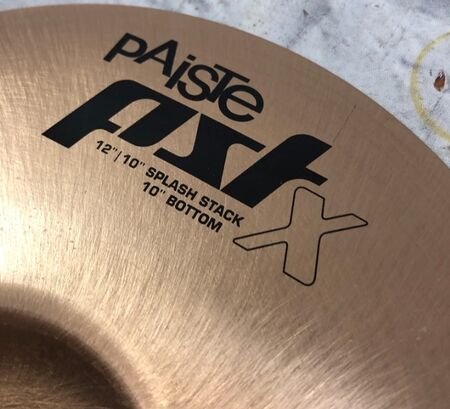 PAiSTe
PST X
12"/10" SPLASH STACK
10" BOTTOM